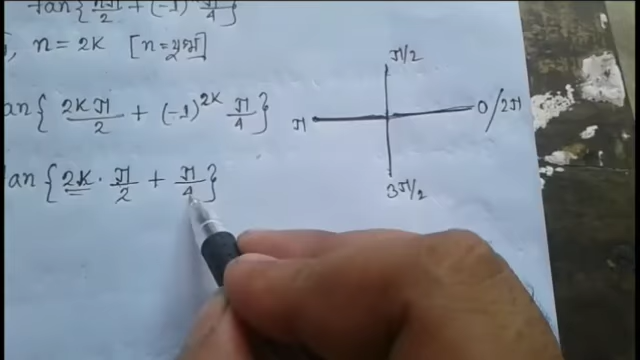 tan{nπ/2 + (-1)ⁿ π/4}
n = 2K [n = যুগ্ম]
an{2Kπ/2 + (-1)^2K π/4}
tan{2K · π/2 + π/4}
π/2
π
0/2π
3π/2